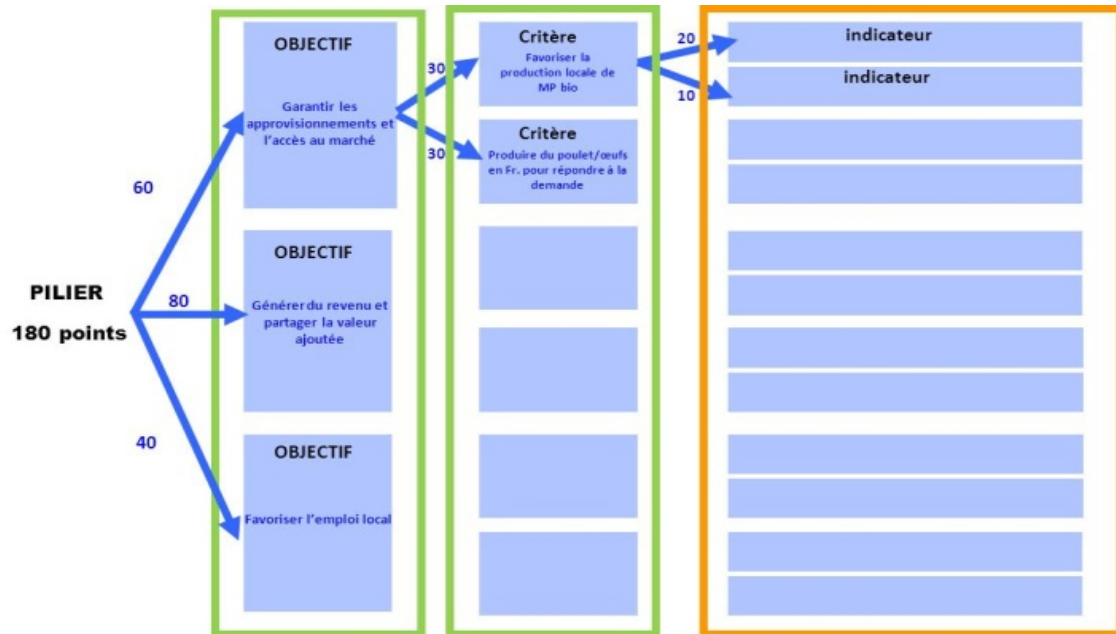 PILIER
180 points
60
80
40
OBJECTIF
Garantir les
approvisionnements et
l'accès au marché
OBJECTIF
Générer du revenu et
partager la valeur
ajoutée
OBJECTIF
Favoriser l'emploi local
30
30
Critère
Favoriser la
production locale de
MP bio
Critère
Produire du poulet/œufs
en Fr. pour répondre à la
demande
20
10
indicateur
indicateur